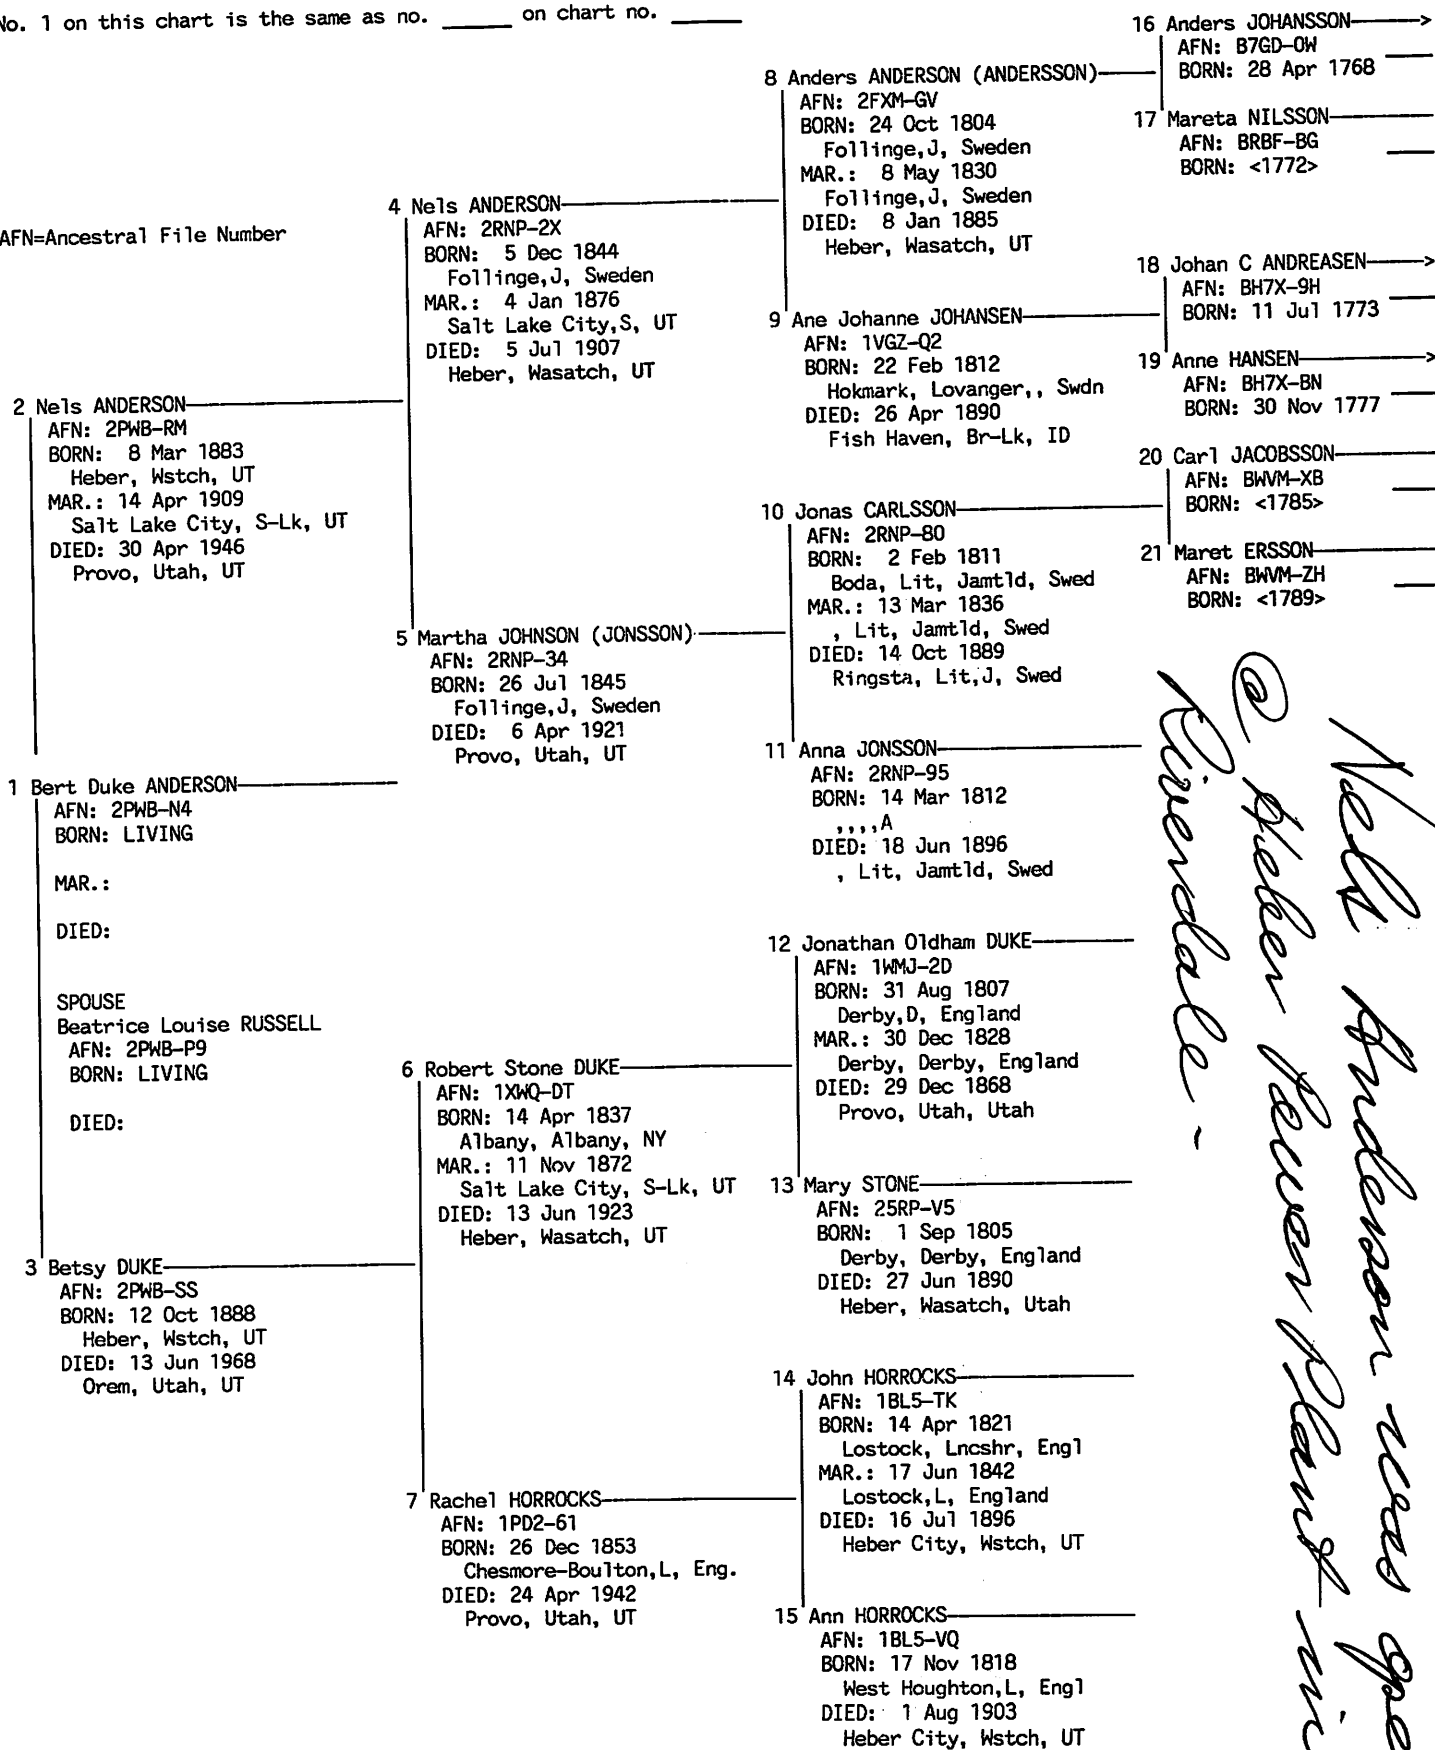 No. 1 on this chart is the same as no. _____ on chart no. _____
AFN=Ancestral File Number
1 Bert Duke ANDERSON
AFN: 2PWB-N4
BORN: LIVING
MAR.:
DIED:
SPOUSE
Beatrice Louise RUSSELL
AFN: 2PWB-P9
BORN: LIVING
DIED:
2 Nels ANDERSON
AFN: 2PWB-RM
BORN: 8 Mar 1883
Heber, Wstch, UT
MAR.: 14 Apr 1909
Salt Lake City, S-Lk, UT
DIED: 30 Apr 1946
Provo, Utah, UT
3 Betsy DUKE
AFN: 2PWB-SS
BORN: 12 Oct 1888
Heber, Wstch, UT
DIED: 13 Jun 1968
Orem, Utah, UT
4 Nels ANDERSON
AFN: 2RNP-2X
BORN: 5 Dec 1844
Follinge,J, Sweden
MAR.: 4 Jan 1876
Salt Lake City,S, UT
DIED: 5 Jul 1907
Heber, Wasatch, UT
5 Martha JOHNSON (JONSSON)
AFN: 2RNP-34
BORN: 26 Jul 1845
Follinge,J, Sweden
DIED: 6 Apr 1921
Provo, Utah, UT
6 Robert Stone DUKE
AFN: 1XWQ-DT
BORN: 14 Apr 1837
Albany, Albany, NY
MAR.: 11 Nov 1872
Salt Lake City, S-Lk, UT
DIED: 13 Jun 1923
Heber, Wasatch, UT
7 Rachel HORROCKS
AFN: 1PD2-61
BORN: 26 Dec 1853
Chesmore-Boulton,L, Eng.
DIED: 24 Apr 1942
Provo, Utah, UT
8 Anders ANDERSON (ANDERSSON)
AFN: 2FXM-GV
BORN: 24 Oct 1804
Follinge,J, Sweden
MAR.: 8 May 1830
Follinge,J, Sweden
DIED: 8 Jan 1885
Heber, Wasatch, UT
9 Ane Johanne JOHANSEN
AFN: 1VGZ-Q2
BORN: 22 Feb 1812
Hokmark, Lovanger,, Swdn
DIED: 26 Apr 1890
Fish Haven, Br-Lk, ID
10 Jonas CARLSSON
AFN: 2RNP-80
BORN: 2 Feb 1811
Boda, Lit, Jamtld, Swed
MAR.: 13 Mar 1836
, Lit, Jamtld, Swed
DIED: 14 Oct 1889
Ringsta, Lit,J, Swed
11 Anna JONSSON
AFN: 2RNP-95
BORN: 14 Mar 1812
,,,,A
DIED: 18 Jun 1896
, Lit, Jamtld, Swed
12 Jonathan Oldham DUKE
AFN: 1WMJ-2D
BORN: 31 Aug 1807
Derby,D, England
MAR.: 30 Dec 1828
Derby, Derby, England
DIED: 29 Dec 1868
Provo, Utah, Utah
13 Mary STONE
AFN: 25RP-V5
BORN: 1 Sep 1805
Derby, Derby, England
DIED: 27 Jun 1890
Heber, Wasatch, Utah
14 John HORROCKS
AFN: 1BL5-TK
BORN: 14 Apr 1821
Lostock, Lncshr, Engl
MAR.: 17 Jun 1842
Lostock,L, England
DIED: 16 Jul 1896
Heber City, Wstch, UT
15 Ann HORROCKS
AFN: 1BL5-VQ
BORN: 17 Nov 1818
West Houghton,L, Engl
DIED: 1 Aug 1903
Heber City, Wstch, UT
16 Anders JOHANSSON
AFN: B7GD-0W
BORN: 28 Apr 1768
17 Mareta NILSSON
AFN: BRBF-BG
BORN: <1772>
18 Johan C ANDREASEN
AFN: BH7X-9H
BORN: 11 Jul 1773
19 Anne HANSEN
AFN: BH7X-BN
BORN: 30 Nov 1777
20 Carl JACOBSSON
AFN: BWVM-XB
BORN: <1785>
21 Maret ERSSON
AFN: BWVM-ZH
BORN: <1789>
Nels Anderson was ope
@ Heber Power Plant in
Riverdale -